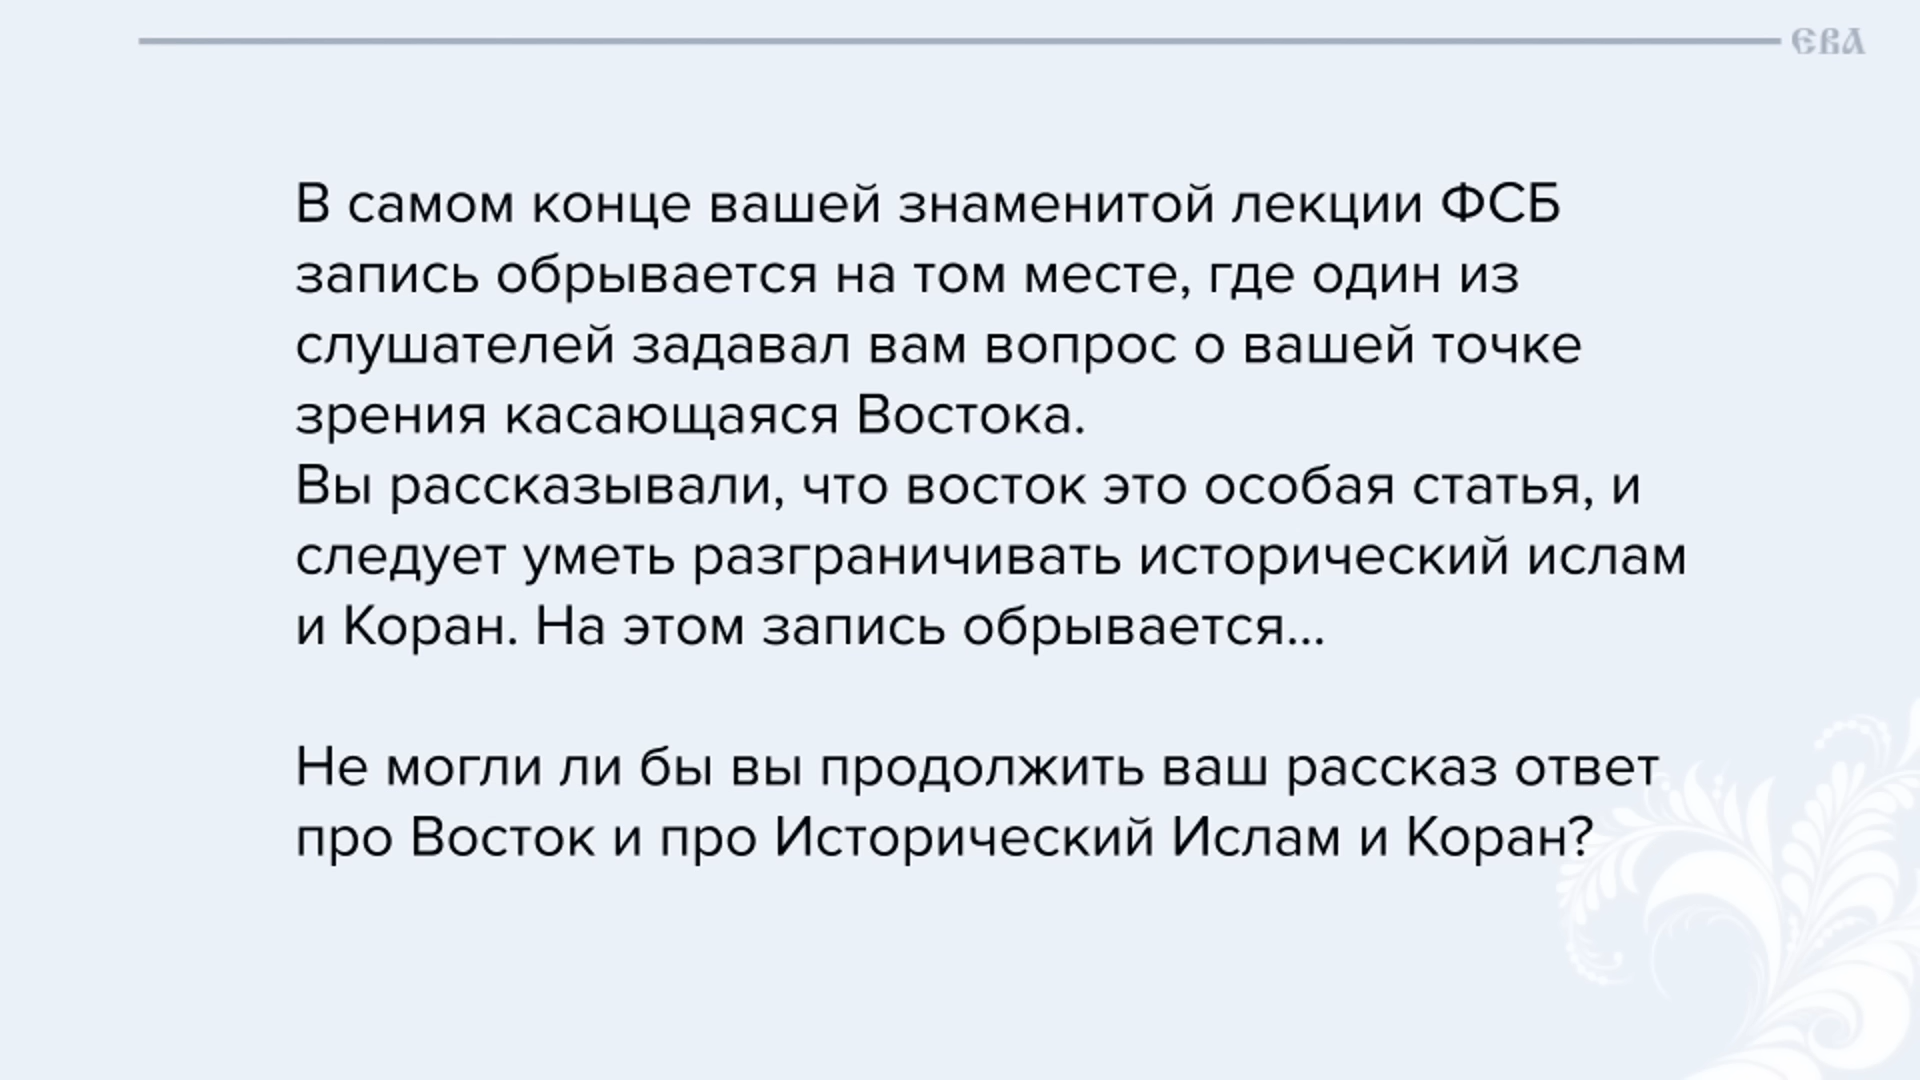 ЄВА
В самом конце вашей знаменитой лекции ФСБ
запись обрывается на том месте, где один из
слушателей задавал вам вопрос о вашей точке
зрения касающаяся Востока.
Вы рассказывали, что восток это особая статья, и
следует уметь разграничивать исторический ислам
и Коран. На этом запись обрывается...
Не могли ли бы вы продолжить ваш рассказ ответ
про Восток и про Исторический Ислам и Коран?